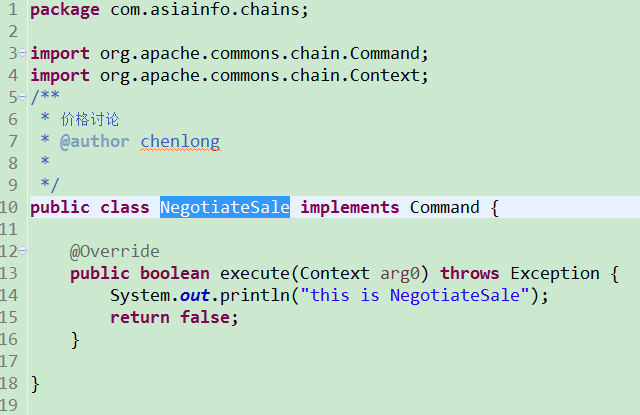 1 package com.asiainfo.chains;
2
3 import org.apache.commons.chain.Command;
4 import org.apache.commons.chain.Context;
5 /**
6  * 价格讨论
7  * @author chenlong
8  *
9  */
10 public class NegotiateSale implements Command {
11
12     @Override
13     public boolean execute(Context arg0) throws Exception {
14         System.out.println("this is NegotiateSale");
15         return false;
16     }
17
18 }
19